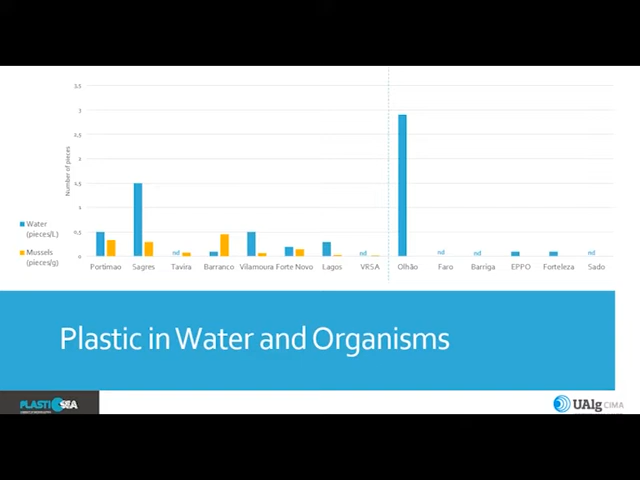 3,5
3
2,5
2
1,5
1
0,5
0
Number of pieces
Water
(pieces/L)
Mussels
(pieces/g)
nd nd nd nd nd
Portimao Sagres Tavira Barranco Vilamoura Forte Novo Lagos VRSA Olhão Faro Barriga EPPO Forteleza Sado
Plastic in Water and Organisms
PLASTICSEA
UAlg CIMA